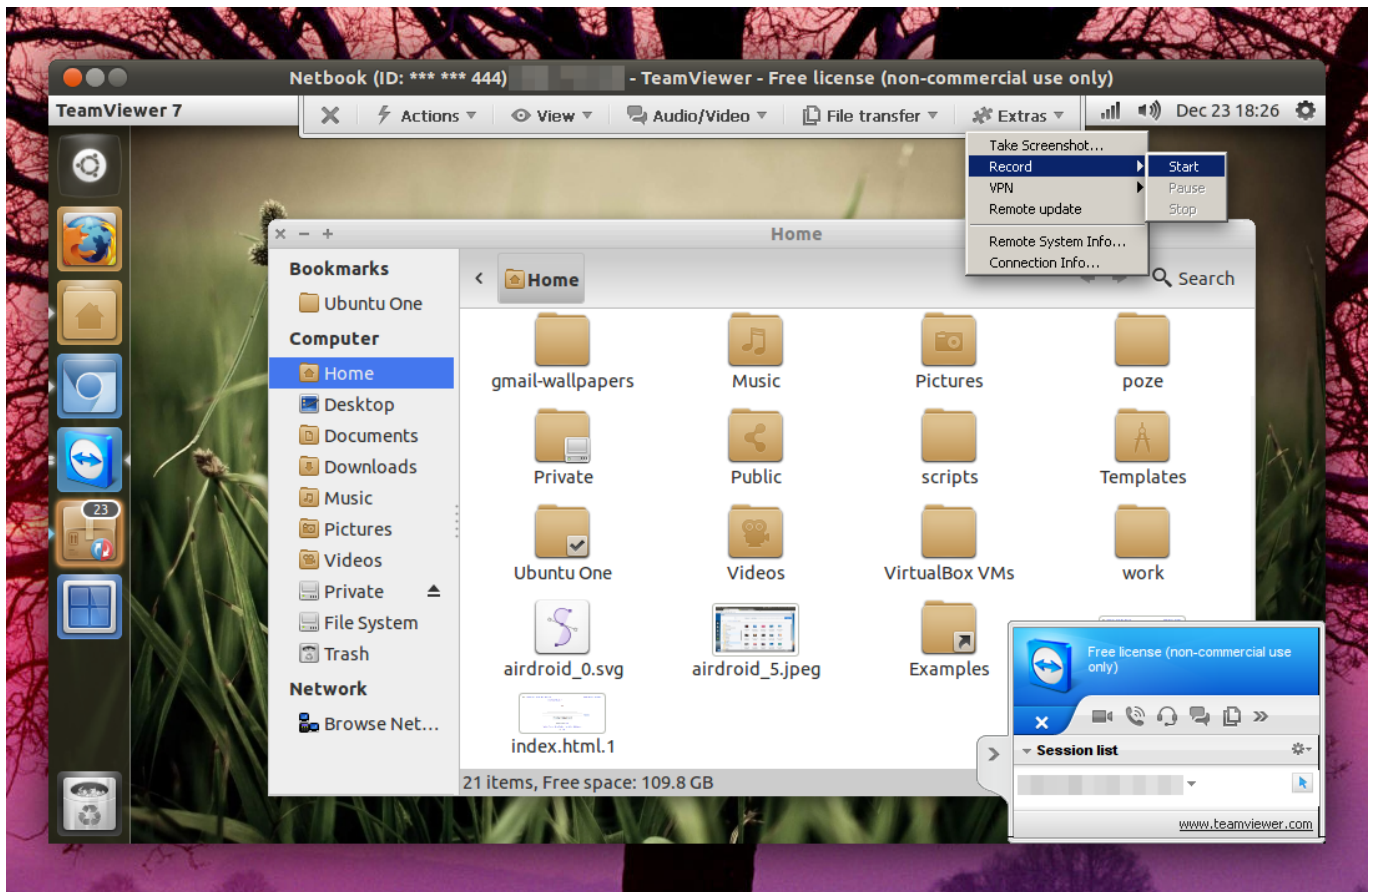 Netbook (ID: *** *** 444) - TeamViewer - Free license (non-commercial use only)
TeamViewer 7
Actions
View
Audio/Video
File transfer
Extras
Dec 23 18:26
Take Screenshot...
Record
VPN
Remote update
Remote System Info...
Connection Info...
Start
Pause
Stop
Home
Bookmarks
Ubuntu One
Computer
Home
Desktop
Documents
Downloads
Music
Pictures
Videos
Private
File System
Trash
Network
Browse Net...
Home
Search
gmail-wallpapers
Music
Pictures
poze
Private
Public
scripts
Templates
Ubuntu One
Videos
VirtualBox VMs
work
airdroid_0.svg
airdroid_5.jpeg
Examples
index.html.1
21 items, Free space: 109.8 GB
23
Free license (non-commercial use
only)
Session list
www.teamviewer.com